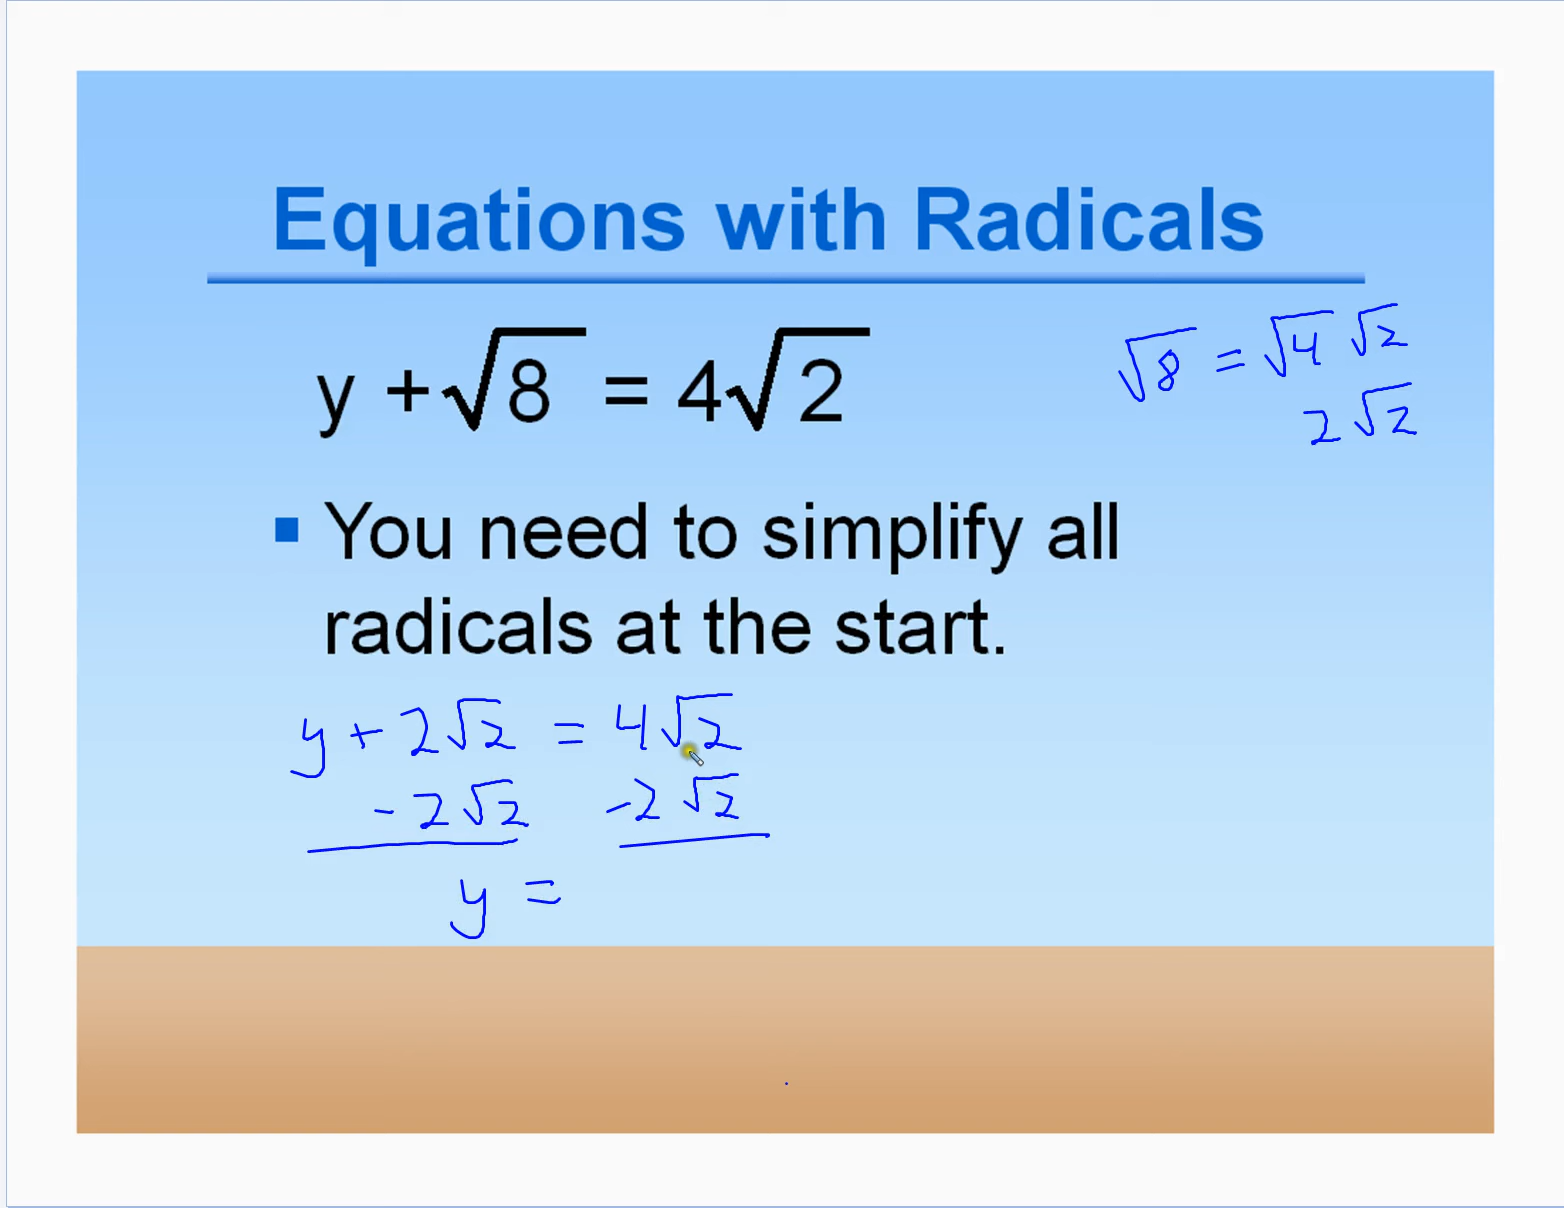 Equations with Radicals
y + √8 = 4√2
√8 = √4 √2
2√2
You need to simplify all
radicals at the start.
y + 2√2 = 4√2
- 2√2 -2√2
y =